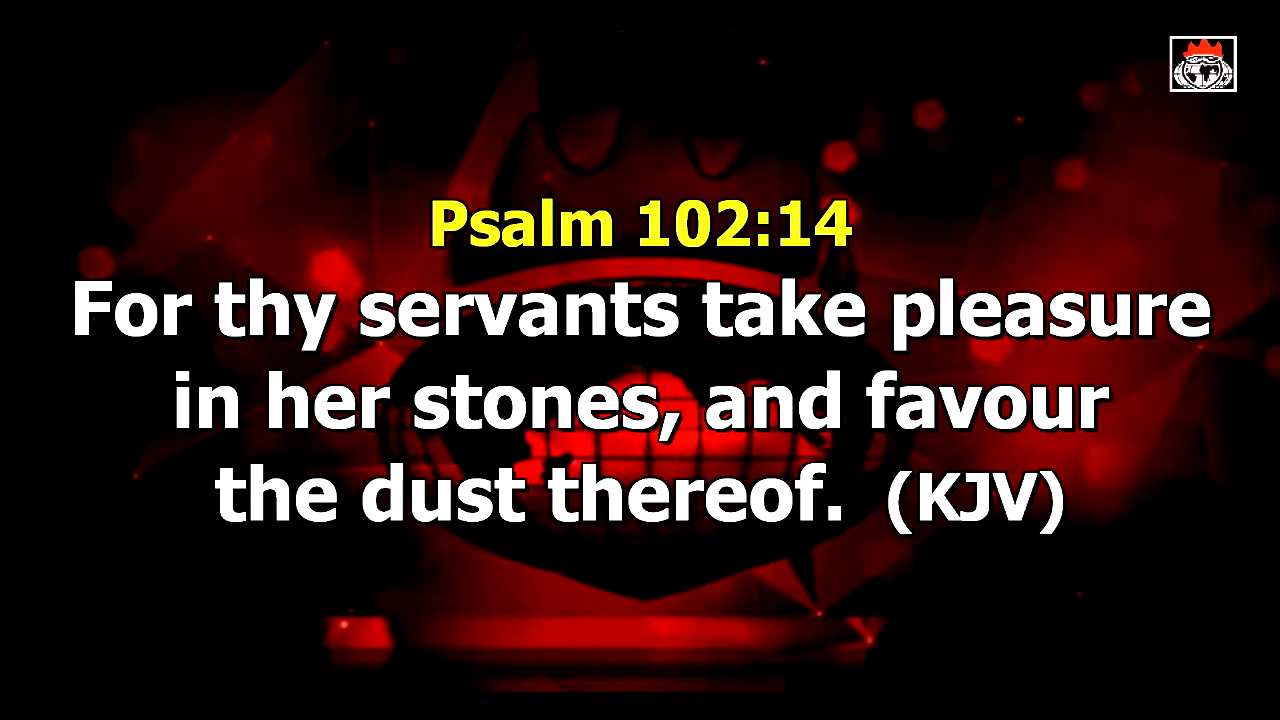 Psalm 102:14
For thy servants take pleasure
in her stones, and favour
the dust thereof. (KJV)